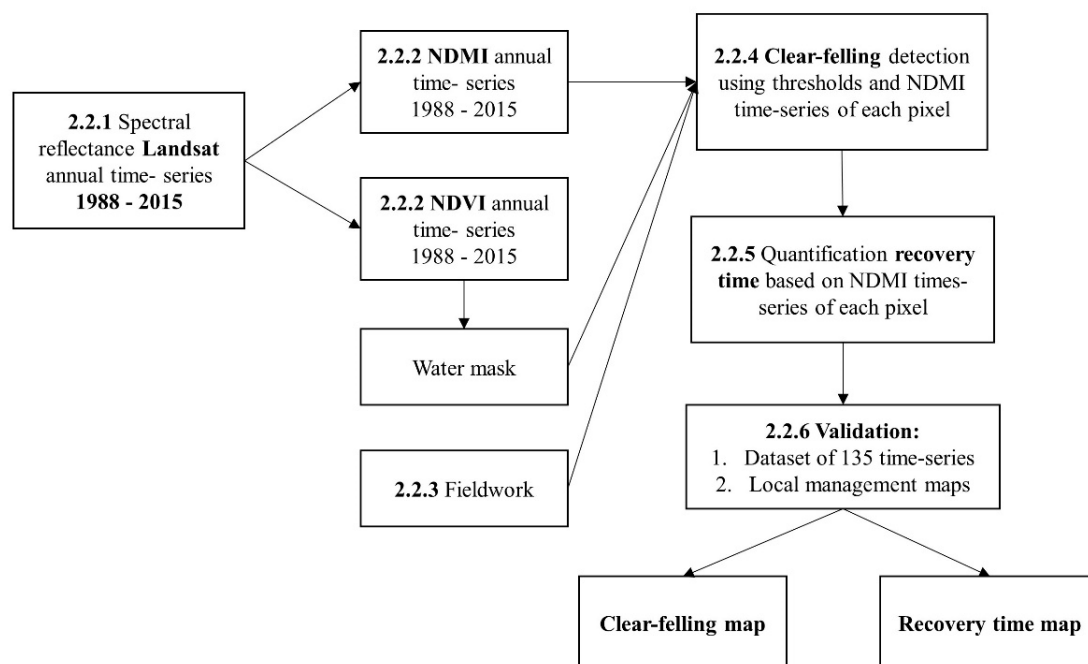 2.2.1 Spectral
reflectance Landsat
annual time- series
1988 - 2015
2.2.2 NDMI annual
time- series
1988 - 2015
2.2.2 NDVI annual
time- series
1988 - 2015
Water mask
2.2.3 Fieldwork
2.2.4 Clear-felling detection
using thresholds and NDMI
time-series of each pixel
2.2.5 Quantification recovery
time based on NDMI times-
series of each pixel
2.2.6 Validation:
1. Dataset of 135 time-series
2. Local management maps
Clear-felling map
Recovery time map